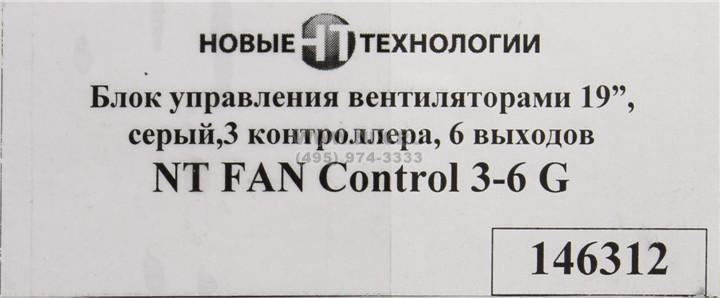 НОВЫЕ НТ ТЕХНОЛОГИИ
Блок управления вентиляторами 19”,
серый,3 контроллера, 6 выходов
(495) 974-3333
NT FAN Control 3-6 G
146312